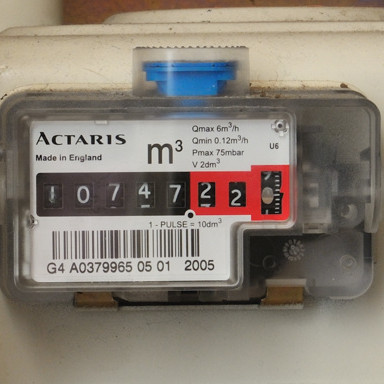 ACTARIS
Made in England
m³
Qmax 6m³/h
Qmin 0.12m³/h
Pmax 75mbar
V 2dm³
U6
1 0 7 4 7 2 2
1 - PULSE = 10dm³
G4 A0379965 05 01 2005